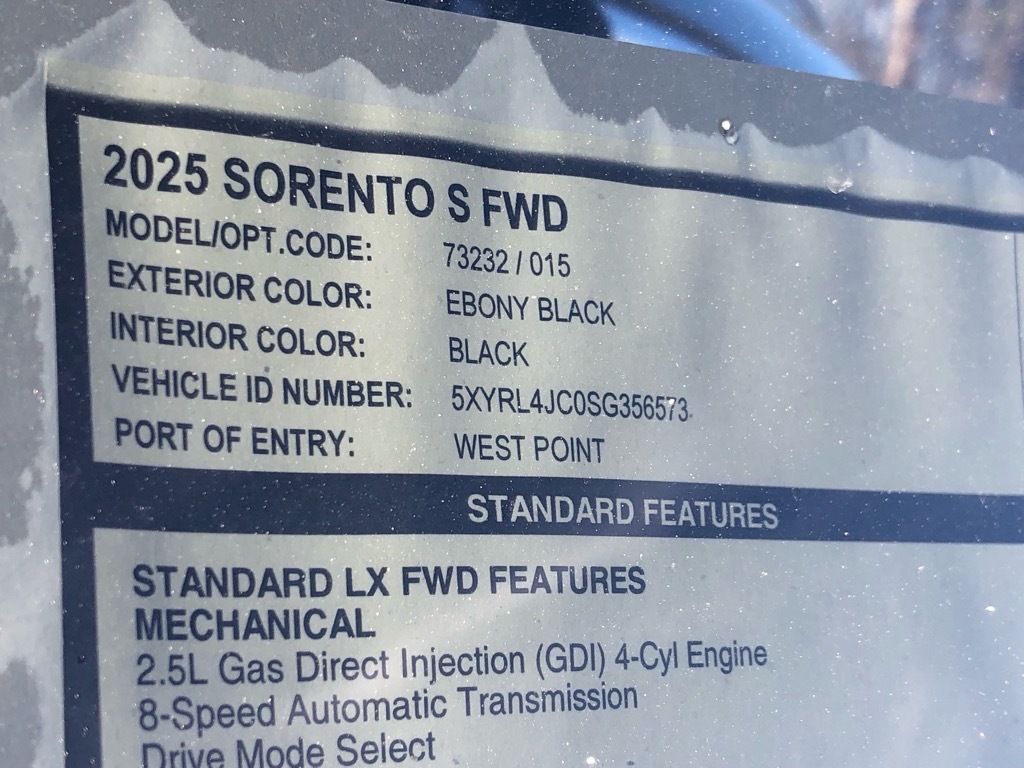 2025 SORENTO S FWD
MODEL/OPT.CODE: 73232 / 015
EXTERIOR COLOR: EBONY BLACK
INTERIOR COLOR: BLACK
VEHICLE ID NUMBER: 5XYRL4JC0SG356573
PORT OF ENTRY: WEST POINT
STANDARD FEATURES
STANDARD LX FWD FEATURES
MECHANICAL
2.5L Gas Direct Injection (GDI) 4-Cyl Engine
8-Speed Automatic Transmission
Drive Mode Select